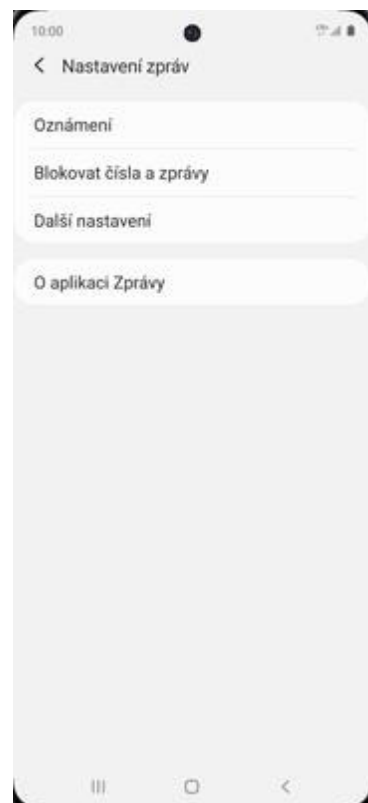 10:00
Nastavení zpráv
Oznámení
Blokovat čísla a zprávy
Další nastavení
O aplikaci Zprávy